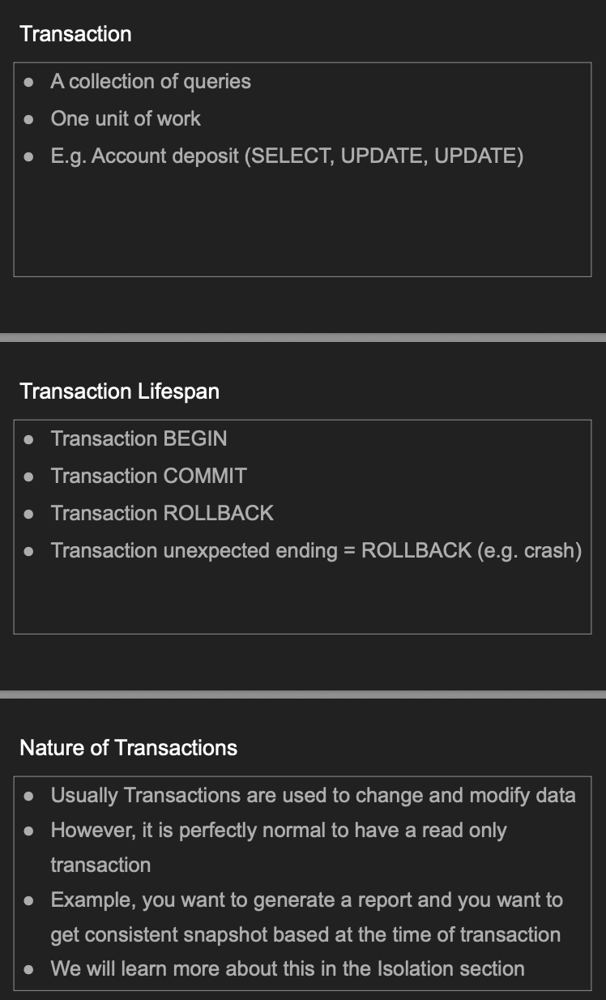 Transaction
● A collection of queries
● One unit of work
● E.g. Account deposit (SELECT, UPDATE, UPDATE)
Transaction Lifespan
● Transaction BEGIN
● Transaction COMMIT
● Transaction ROLLBACK
● Transaction unexpected ending = ROLLBACK (e.g. crash)
Nature of Transactions
● Usually Transactions are used to change and modify data
● However, it is perfectly normal to have a read only
transaction
● Example, you want to generate a report and you want to
get consistent snapshot based at the time of transaction
● We will learn more about this in the Isolation section